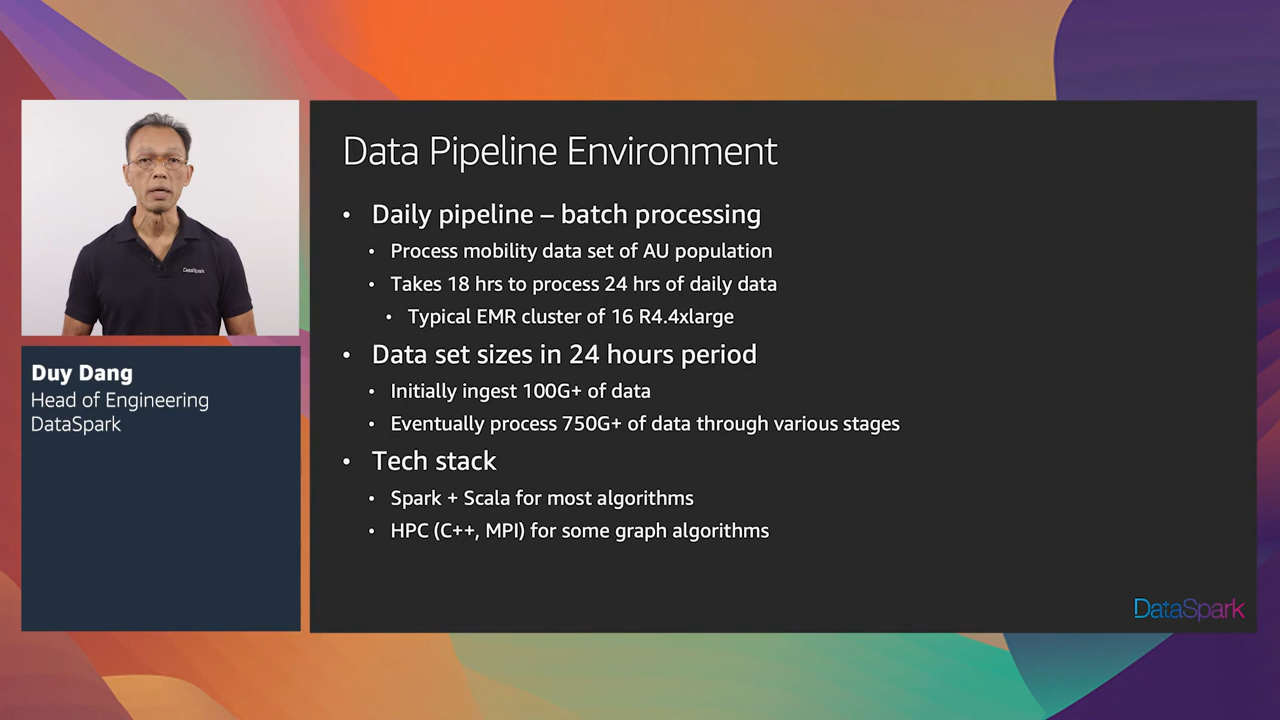 DataSpark
Duy Dang
Head of Engineering
DataSpark
Data Pipeline Environment
• Daily pipeline – batch processing
• Process mobility data set of AU population
• Takes 18 hrs to process 24 hrs of daily data
• Typical EMR cluster of 16 R4.4xlarge
• Data set sizes in 24 hours period
• Initially ingest 100G+ of data
• Eventually process 750G+ of data through various stages
• Tech stack
• Spark + Scala for most algorithms
• HPC (C++, MPI) for some graph algorithms
DataSpark